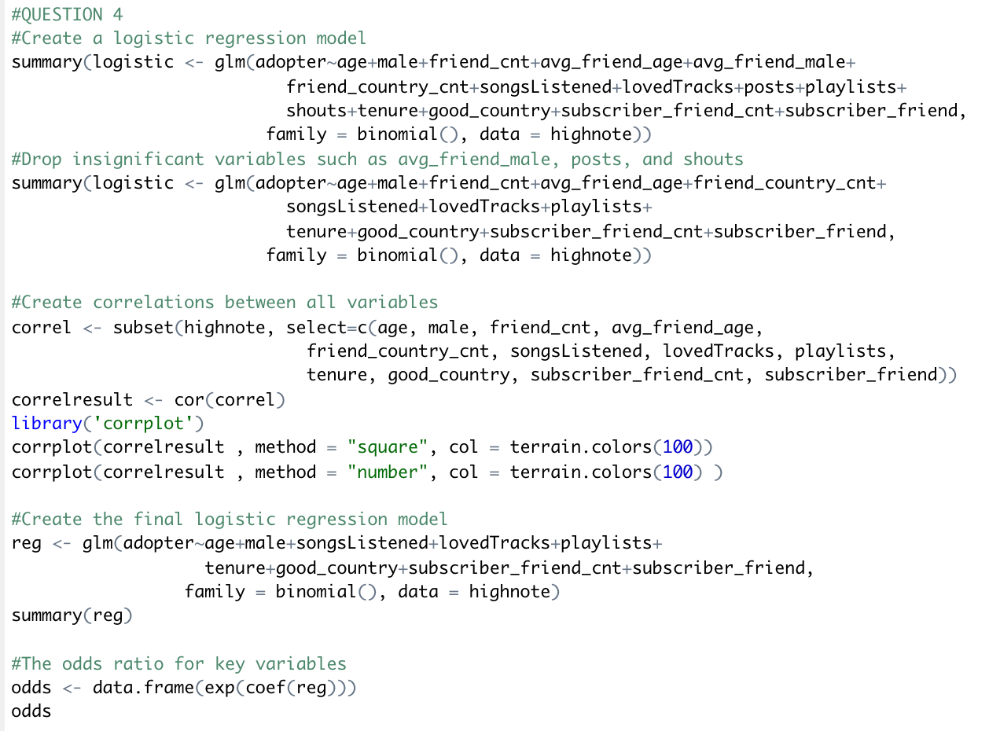 #QUESTION 4
#Create a logistic regression model
summary(logistic <- glm(adopter~age+male+friend_cnt+avg_friend_age+avg_friend_male+
friend_country_cnt+songsListened+lovedTracks+posts+playlists+
shouts+tenure+good_country+subscriber_friend_cnt+subscriber_friend,
family = binomial(), data = highnote))
#Drop insignificant variables such as avg_friend_male, posts, and shouts
summary(logistic <- glm(adopter~age+male+friend_cnt+avg_friend_age+friend_country_cnt+
songsListened+lovedTracks+playlists+
tenure+good_country+subscriber_friend_cnt+subscriber_friend,
family = binomial(), data = highnote))
#Create correlations between all variables
correl <- subset(highnote, select=c(age, male, friend_cnt, avg_friend_age,
friend_country_cnt, songsListened, lovedTracks, playlists,
tenure, good_country, subscriber_friend_cnt, subscriber_friend))
correlresult <- cor(correl)
library('corrplot')
corrplot(correlresult , method = "square", col = terrain.colors(100))
corrplot(correlresult , method = "number", col = terrain.colors(100) )
#Create the final logistic regression model
reg <- glm(adopter~age+male+songsListened+lovedTracks+playlists+
tenure+good_country+subscriber_friend_cnt+subscriber_friend,
family = binomial(), data = highnote)
summary(reg)
#The odds ratio for key variables
odds <- data.frame(exp(coef(reg)))
odds